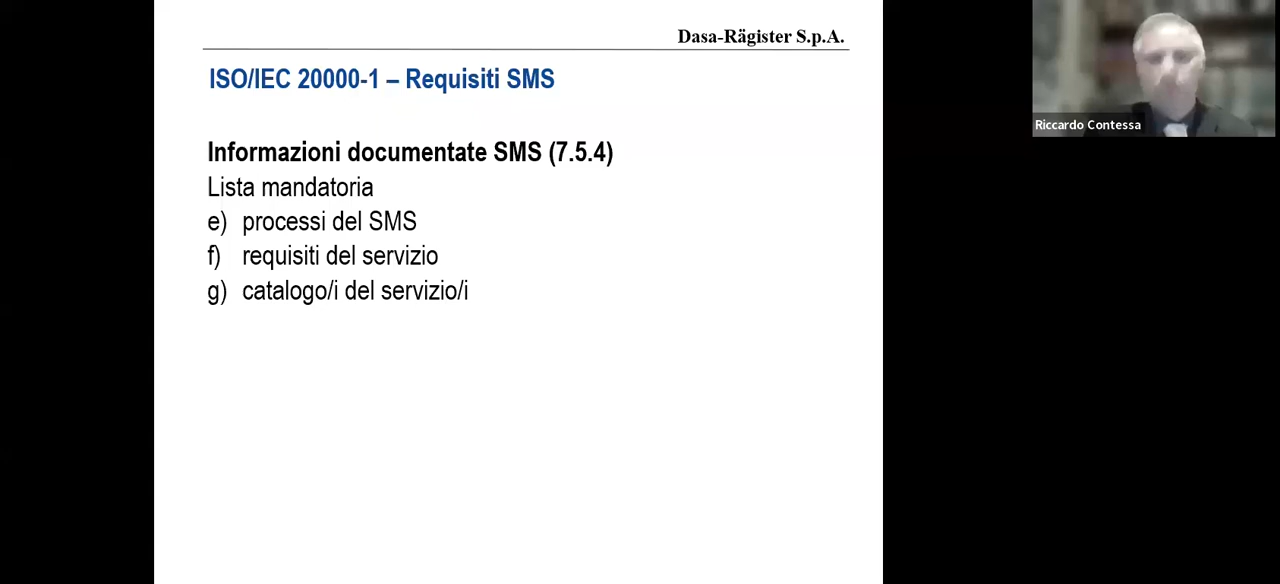 Dasa-Rägister S.p.A.
ISO/IEC 20000-1 – Requisiti SMS
Informazioni documentate SMS (7.5.4)
Lista mandatoria
e) processi del SMS
f) requisiti del servizio
g) catalogo/i del servizio/i
Riccardo Contessa